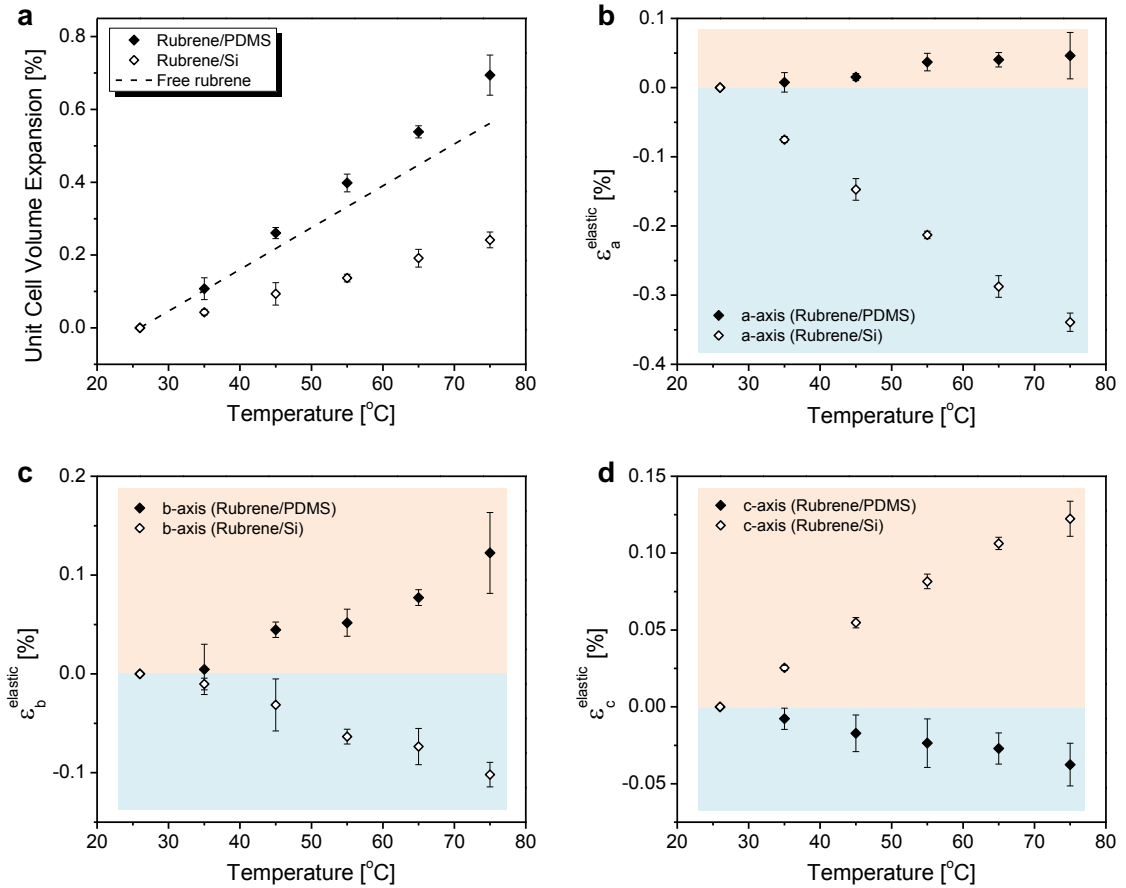 a
Unit Cell Volume Expansion [%]
0.8
0.6
0.4
0.2
0.0
Rubrene/PDMS
Rubrene/Si
Free rubrene
20 30 40 50 60 70 80
Temperature [°C]
b
ε_a^elastic [%]
0.1
0.0
-0.1
-0.2
-0.3
-0.4
a-axis (Rubrene/PDMS)
a-axis (Rubrene/Si)
20 30 40 50 60 70 80
Temperature [°C]
c
ε_b^elastic [%]
0.2
0.1
0.0
-0.1
b-axis (Rubrene/PDMS)
b-axis (Rubrene/Si)
20 30 40 50 60 70 80
Temperature [°C]
d
ε_c^elastic [%]
0.15
0.10
0.05
0.00
-0.05
c-axis (Rubrene/PDMS)
c-axis (Rubrene/Si)
20 30 40 50 60 70 80
Temperature [°C]